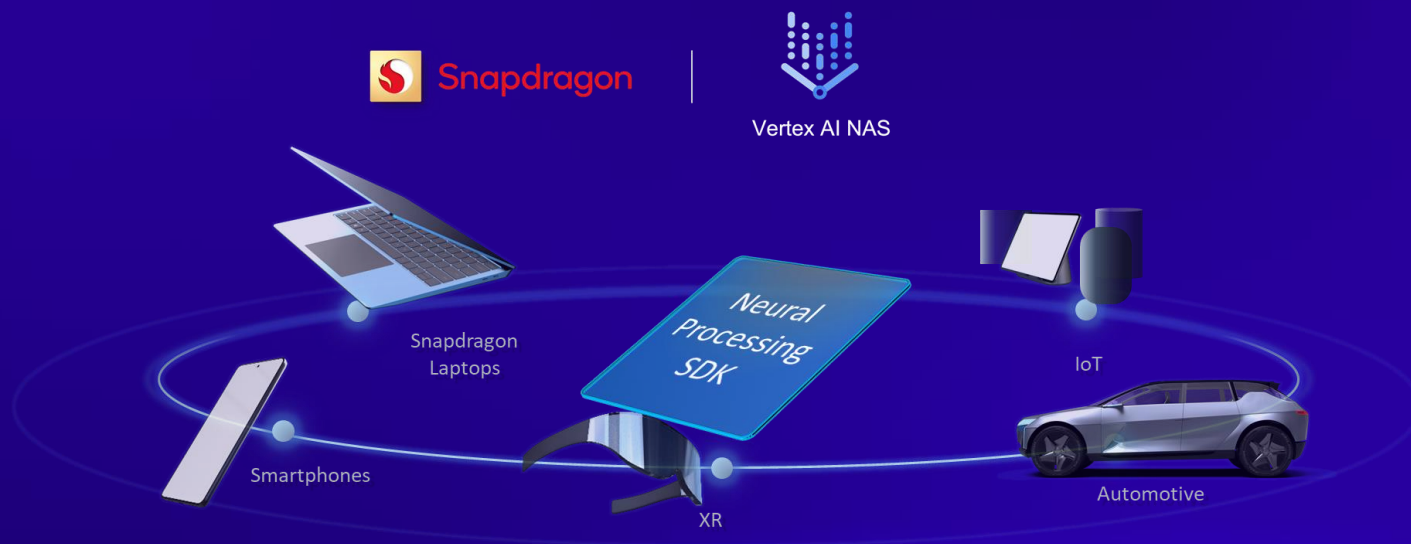 Snapdragon
Vertex AI NAS
Neural
Processing
SDK
Snapdragon
Laptops
IoT
Smartphones
Automotive
XR